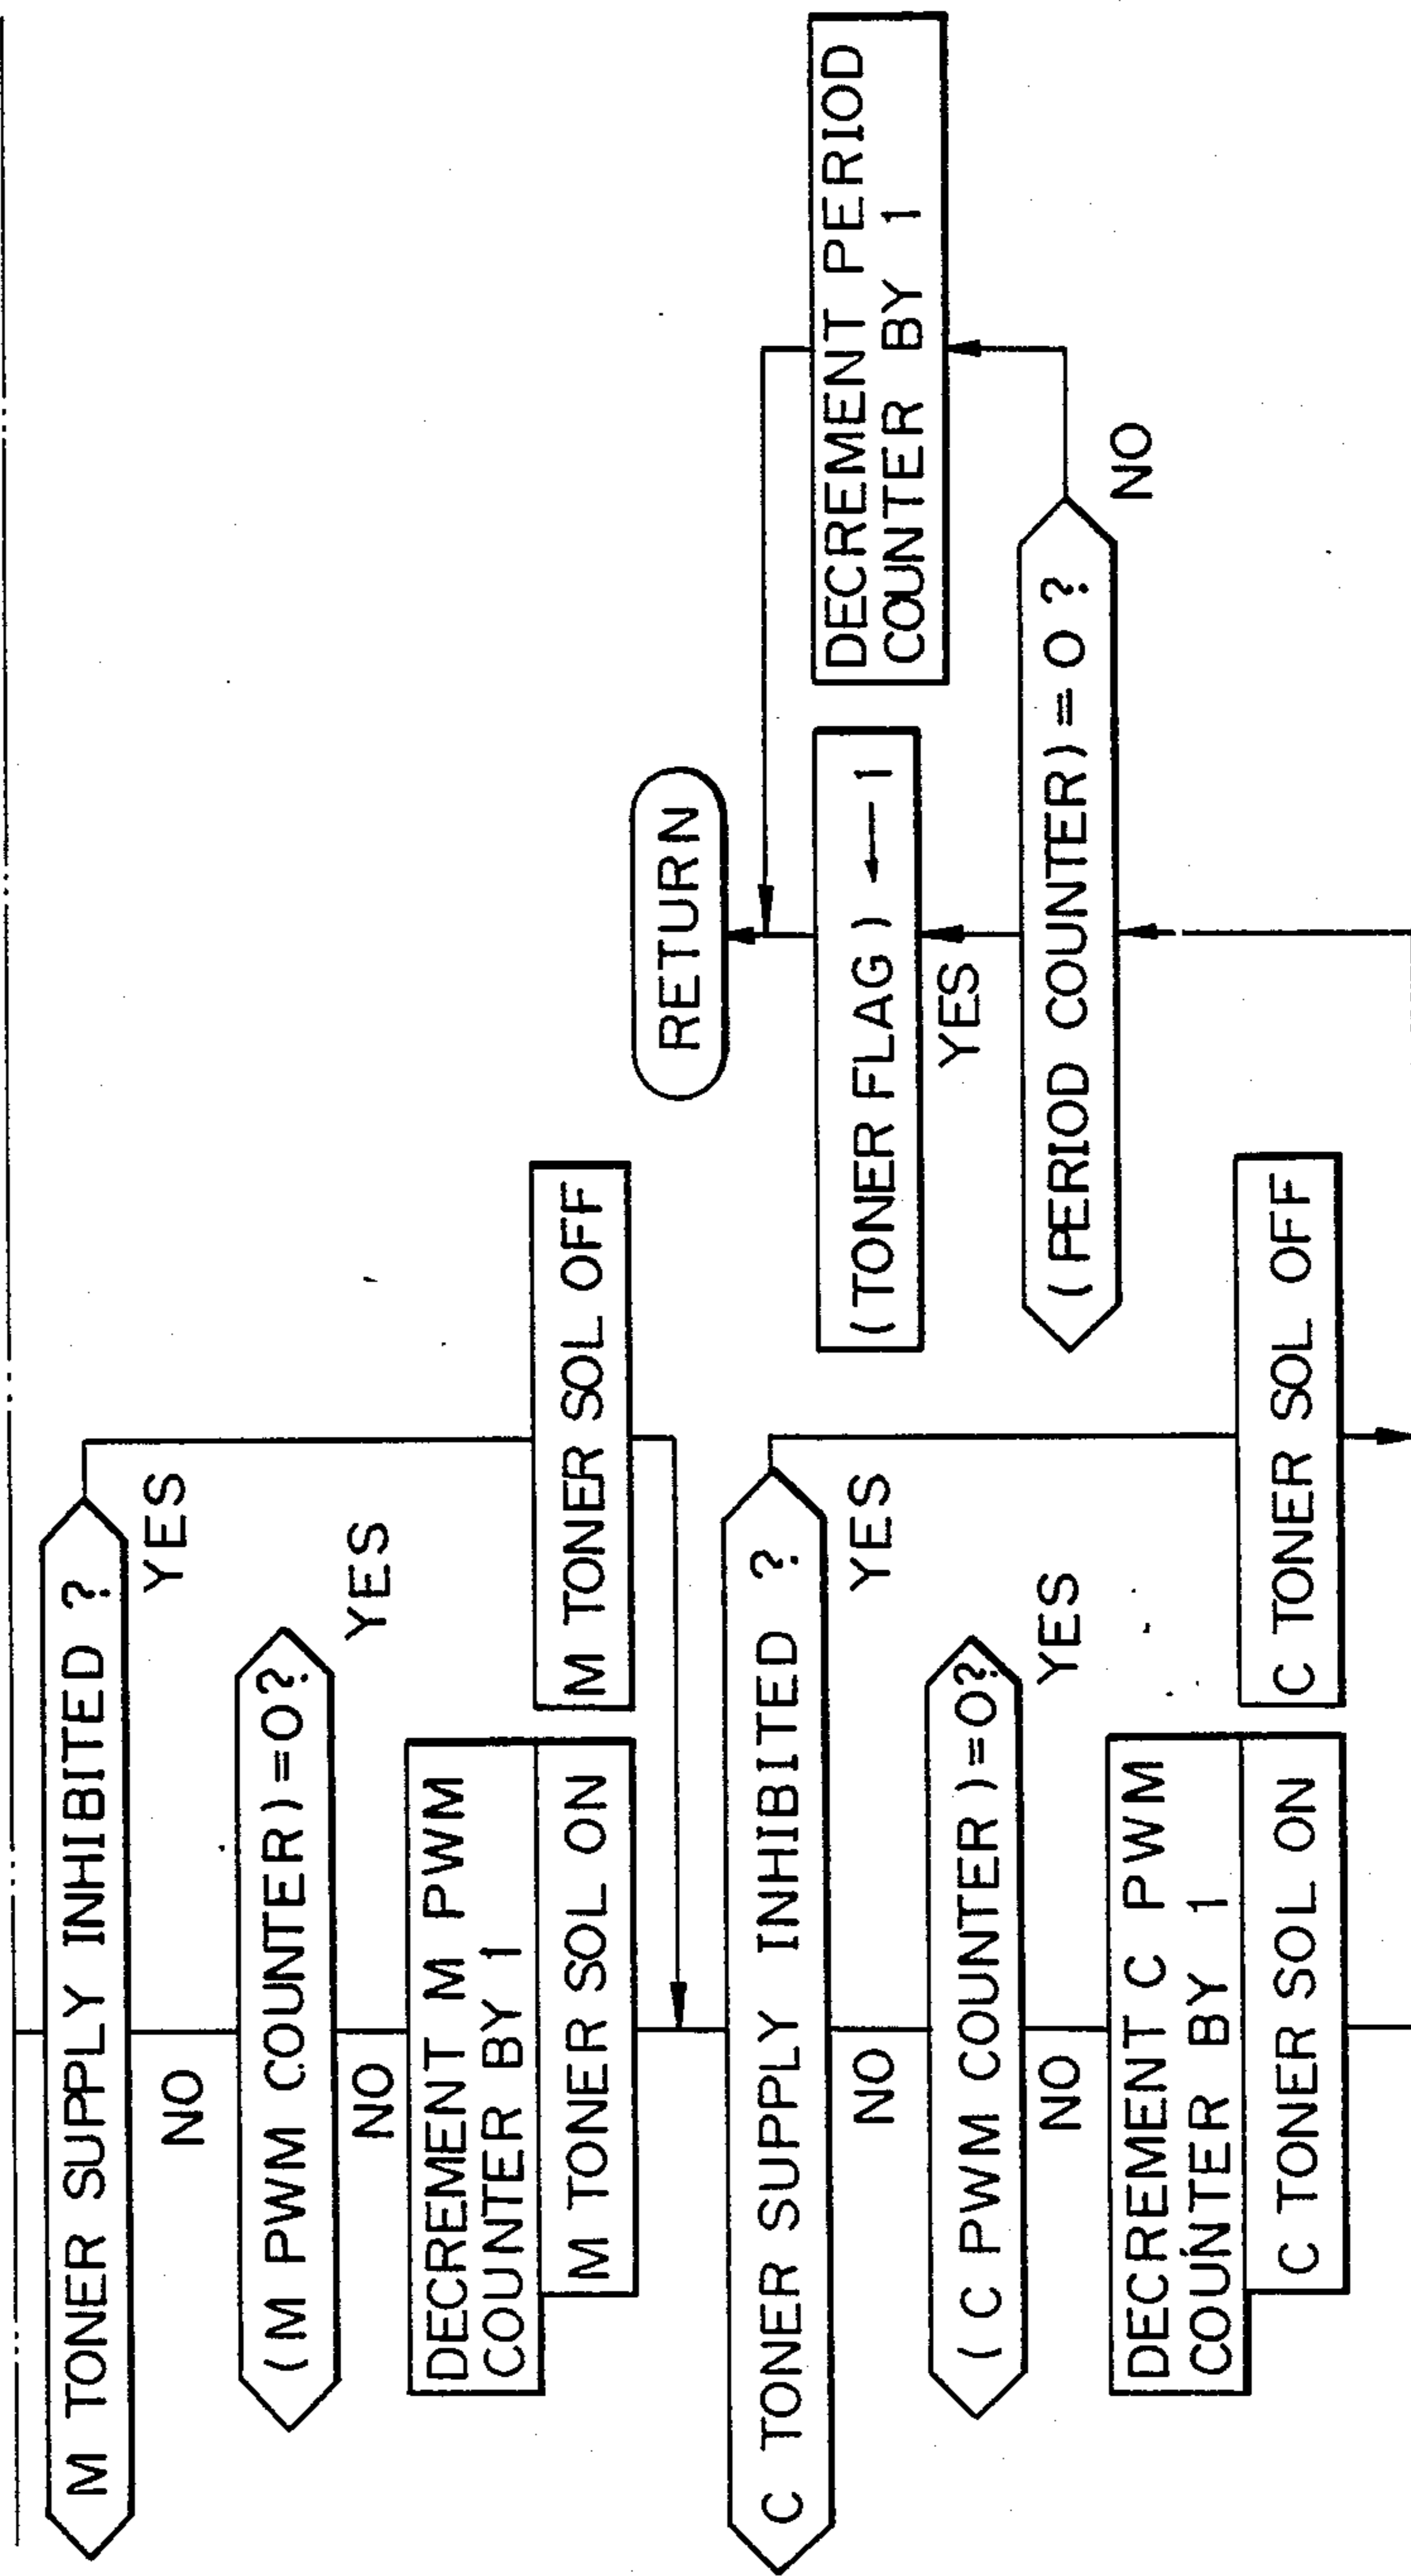 M TONER SUPPLY INHIBITED ?
YES
NO
(M PWM COUNTER)=0?
YES
NO
DECREMENT M PWM
COUNTER BY 1
M TONER SOL ON
M TONER SOL OFF
C TONER SUPPLY INHIBITED ?
YES
NO
(C PWM COUNTER)=0?
YES
NO
DECREMENT C PWM
COUNTER BY 1
C TONER SOL ON
C TONER SOL OFF
RETURN
(TONER FLAG) ← 1
YES
DECREMENT PERIOD
COUNTER BY 1
(PERIOD COUNTER)=0 ?
NO